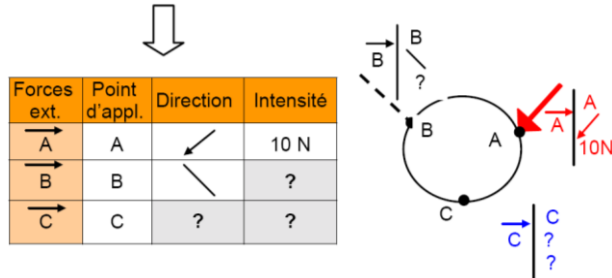 Forces ext. Point d'appl. Direction Intensité
A A 10 N
B B ?
C C ? ?
B B
?
B
A
C
A A
10N
C C
?
?